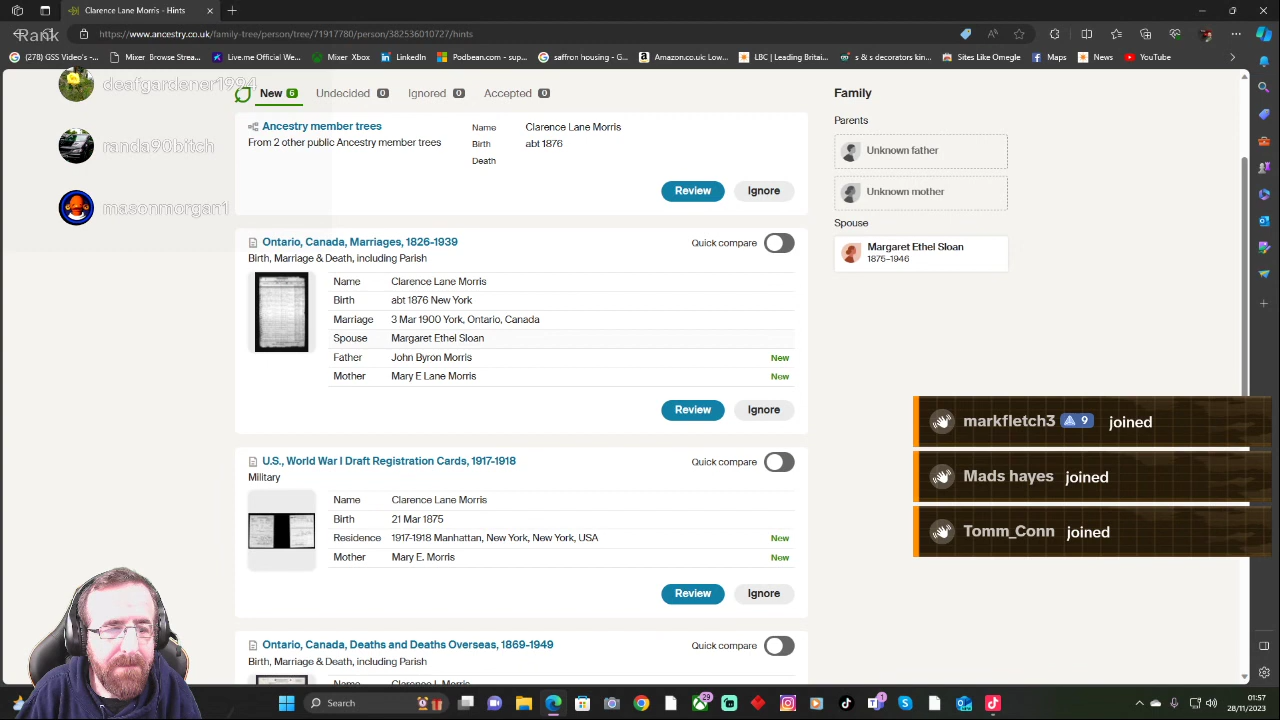 Clarence Lane Morris - Hints
Rank
https://www.ancestry.co.uk/family-tree/person/tree/71917780/person/382536010727/hints
(278) GSS Video's -...
Mixer Browse Strea...
Live.me Official We...
Mixer Xbox
LinkedIn
Podbean.com - sup...
saffron housing - G...
Amazon.co.uk: Low...
LBC | Leading Britai...
s & s decorators kin...
Sites Like Omegle
Maps
News
YouTube
deafgardener1994
randa90bitch
masonmorgan1
New 6
Undecided 0
Ignored 0
Accepted 0
Ancestry member trees
From 2 other public Ancestry member trees
Name Clarence Lane Morris
Birth abt 1876
Death
Review Ignore
Ontario, Canada, Marriages, 1826-1939
Quick compare
Birth, Marriage & Death, including Parish
Name Clarence Lane Morris
Birth abt 1876 New York
Marriage 3 Mar 1900 York, Ontario, Canada
Spouse Margaret Ethel Sloan
Father John Byron Morris New
Mother Mary E Lane Morris New
Review Ignore
U.S., World War I Draft Registration Cards, 1917-1918
Quick compare
Military
Name Clarence Lane Morris
Birth 21 Mar 1875
Residence 1917-1918 Manhattan, New York, New York, USA New
Mother Mary E. Morris New
Review Ignore
Ontario, Canada, Deaths and Deaths Overseas, 1869-1949
Quick compare
Birth, Marriage & Death, including Parish
Name Clarence L Morris
Family
Parents
Unknown father
Unknown mother
Spouse
Margaret Ethel Sloan
1875–1946
markfletch3 9 joined
Mads hayes joined
Tomm_Conn joined
Search
29
1
01:57
28/11/2023